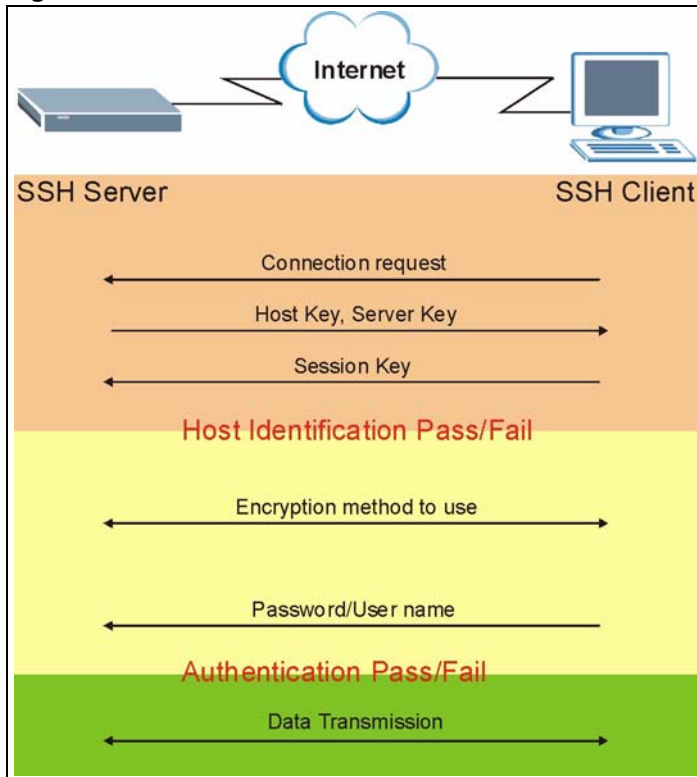 Internet
SSH Server
SSH Client
Connection request
Host Key, Server Key
Session Key
Host Identification Pass/Fail
Encryption method to use
Password/User name
Authentication Pass/Fail
Data Transmission